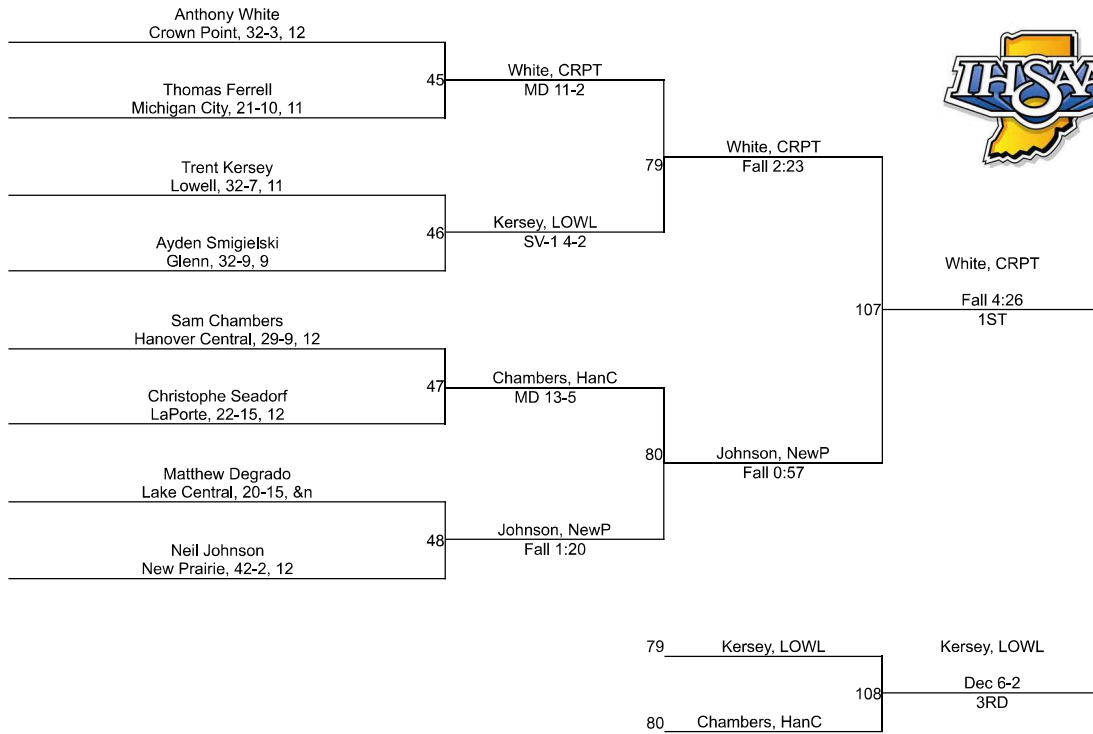 Anthony White
Crown Point, 32-3, 12
Thomas Ferrell
Michigan City, 21-10, 11
45
White, CRPT
MD 11-2
Trent Kersey
Lowell, 32-7, 11
Ayden Smigielski
Glenn, 32-9, 9
46
Kersey, LOWL
SV-1 4-2
79
White, CRPT
Fall 2:23
Sam Chambers
Hanover Central, 29-9, 12
Christophe Seadorf
LaPorte, 22-15, 12
47
Chambers, HanC
MD 13-5
Matthew Degrado
Lake Central, 20-15, &n
Neil Johnson
New Prairie, 42-2, 12
48
Johnson, NewP
Fall 1:20
80
Johnson, NewP
Fall 0:57
107
White, CRPT
Fall 4:26
1ST
IHSAA
79
Kersey, LOWL
80
Chambers, HanC
108
Kersey, LOWL
Dec 6-2
3RD